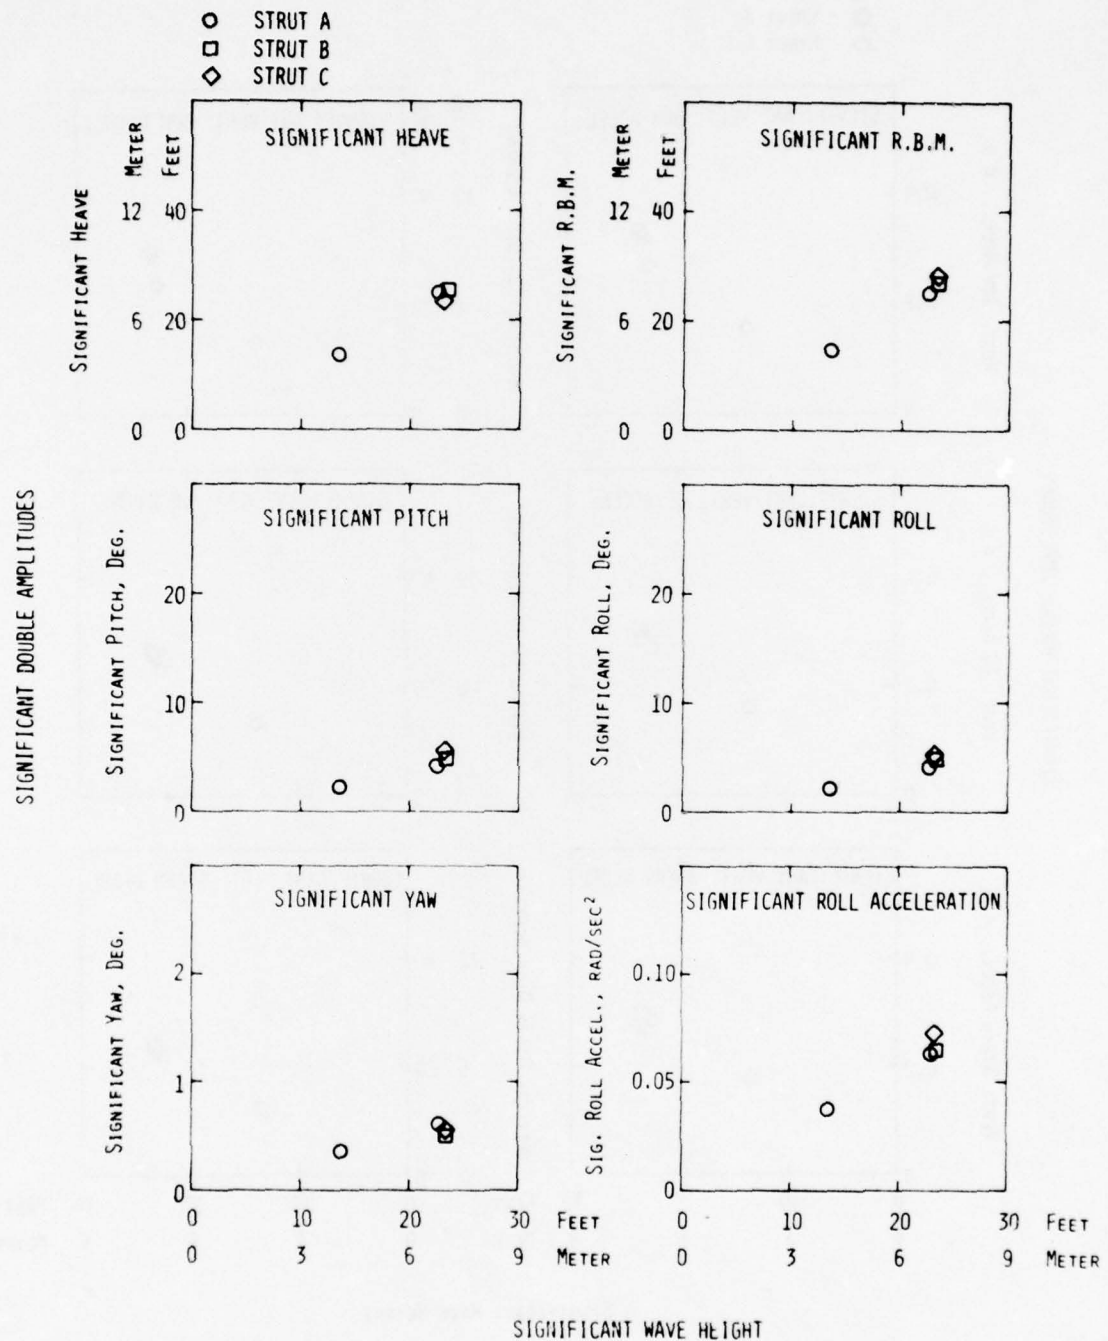 STRUT A
STRUT B
STRUT C
SIGNIFICANT DOUBLE AMPLITUDES
SIGNIFICANT HEAVE
METER
FEET
SIGNIFICANT HEAVE
12 40
6 20
0 0
SIGNIFICANT R.B.M.
METER
FEET
SIGNIFICANT R.B.M.
12 40
6 20
0 0
SIGNIFICANT PITCH, DEG.
SIGNIFICANT PITCH
20
10
0
SIGNIFICANT ROLL, DEG.
SIGNIFICANT ROLL
20
10
0
SIGNIFICANT YAW, DEG.
SIGNIFICANT YAW
2
1
0
0 10 20 30 FEET
0 3 6 9 METER
SIG. ROLL ACCEL., RAD/SEC²
SIGNIFICANT ROLL ACCELERATION
0.10
0.05
0
0 10 20 30 FEET
0 3 6 9 METER
SIGNIFICANT WAVE HEIGHT